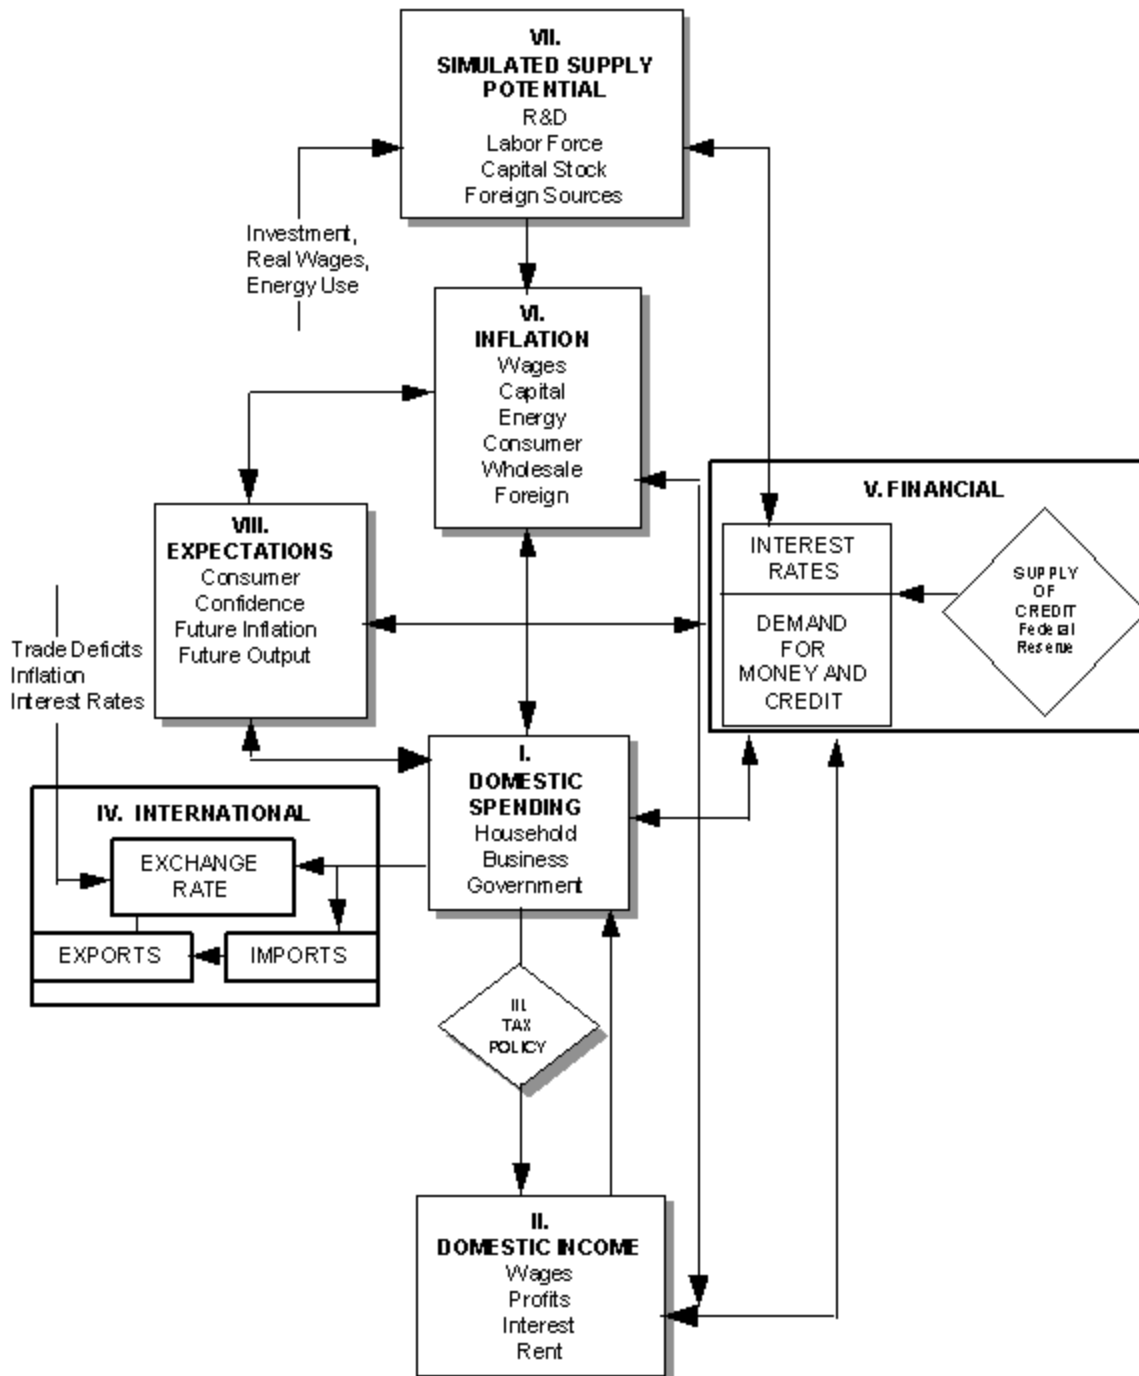 VII.
SIMULATED SUPPLY
POTENTIAL
R&D
Labor Force
Capital Stock
Foreign Sources
Investment,
Real Wages,
Energy Use
VI.
INFLATION
Wages
Capital
Energy
Consumer
Wholesale
Foreign
V. FINANCIAL
INTEREST
RATES
DEMAND
FOR
MONEY AND
CREDIT
SUPPLY
OF
CREDIT
Federal
Reserve
VIII.
EXPECTATIONS
Consumer
Confidence
Future Inflation
Future Output
Trade Deficits
Inflation
Interest Rates
I.
DOMESTIC
SPENDING
Household
Business
Government
IV. INTERNATIONAL
EXCHANGE
RATE
EXPORTS
IMPORTS
III.
TAX
POLICY
II.
DOMESTIC INCOME
Wages
Profits
Interest
Rent